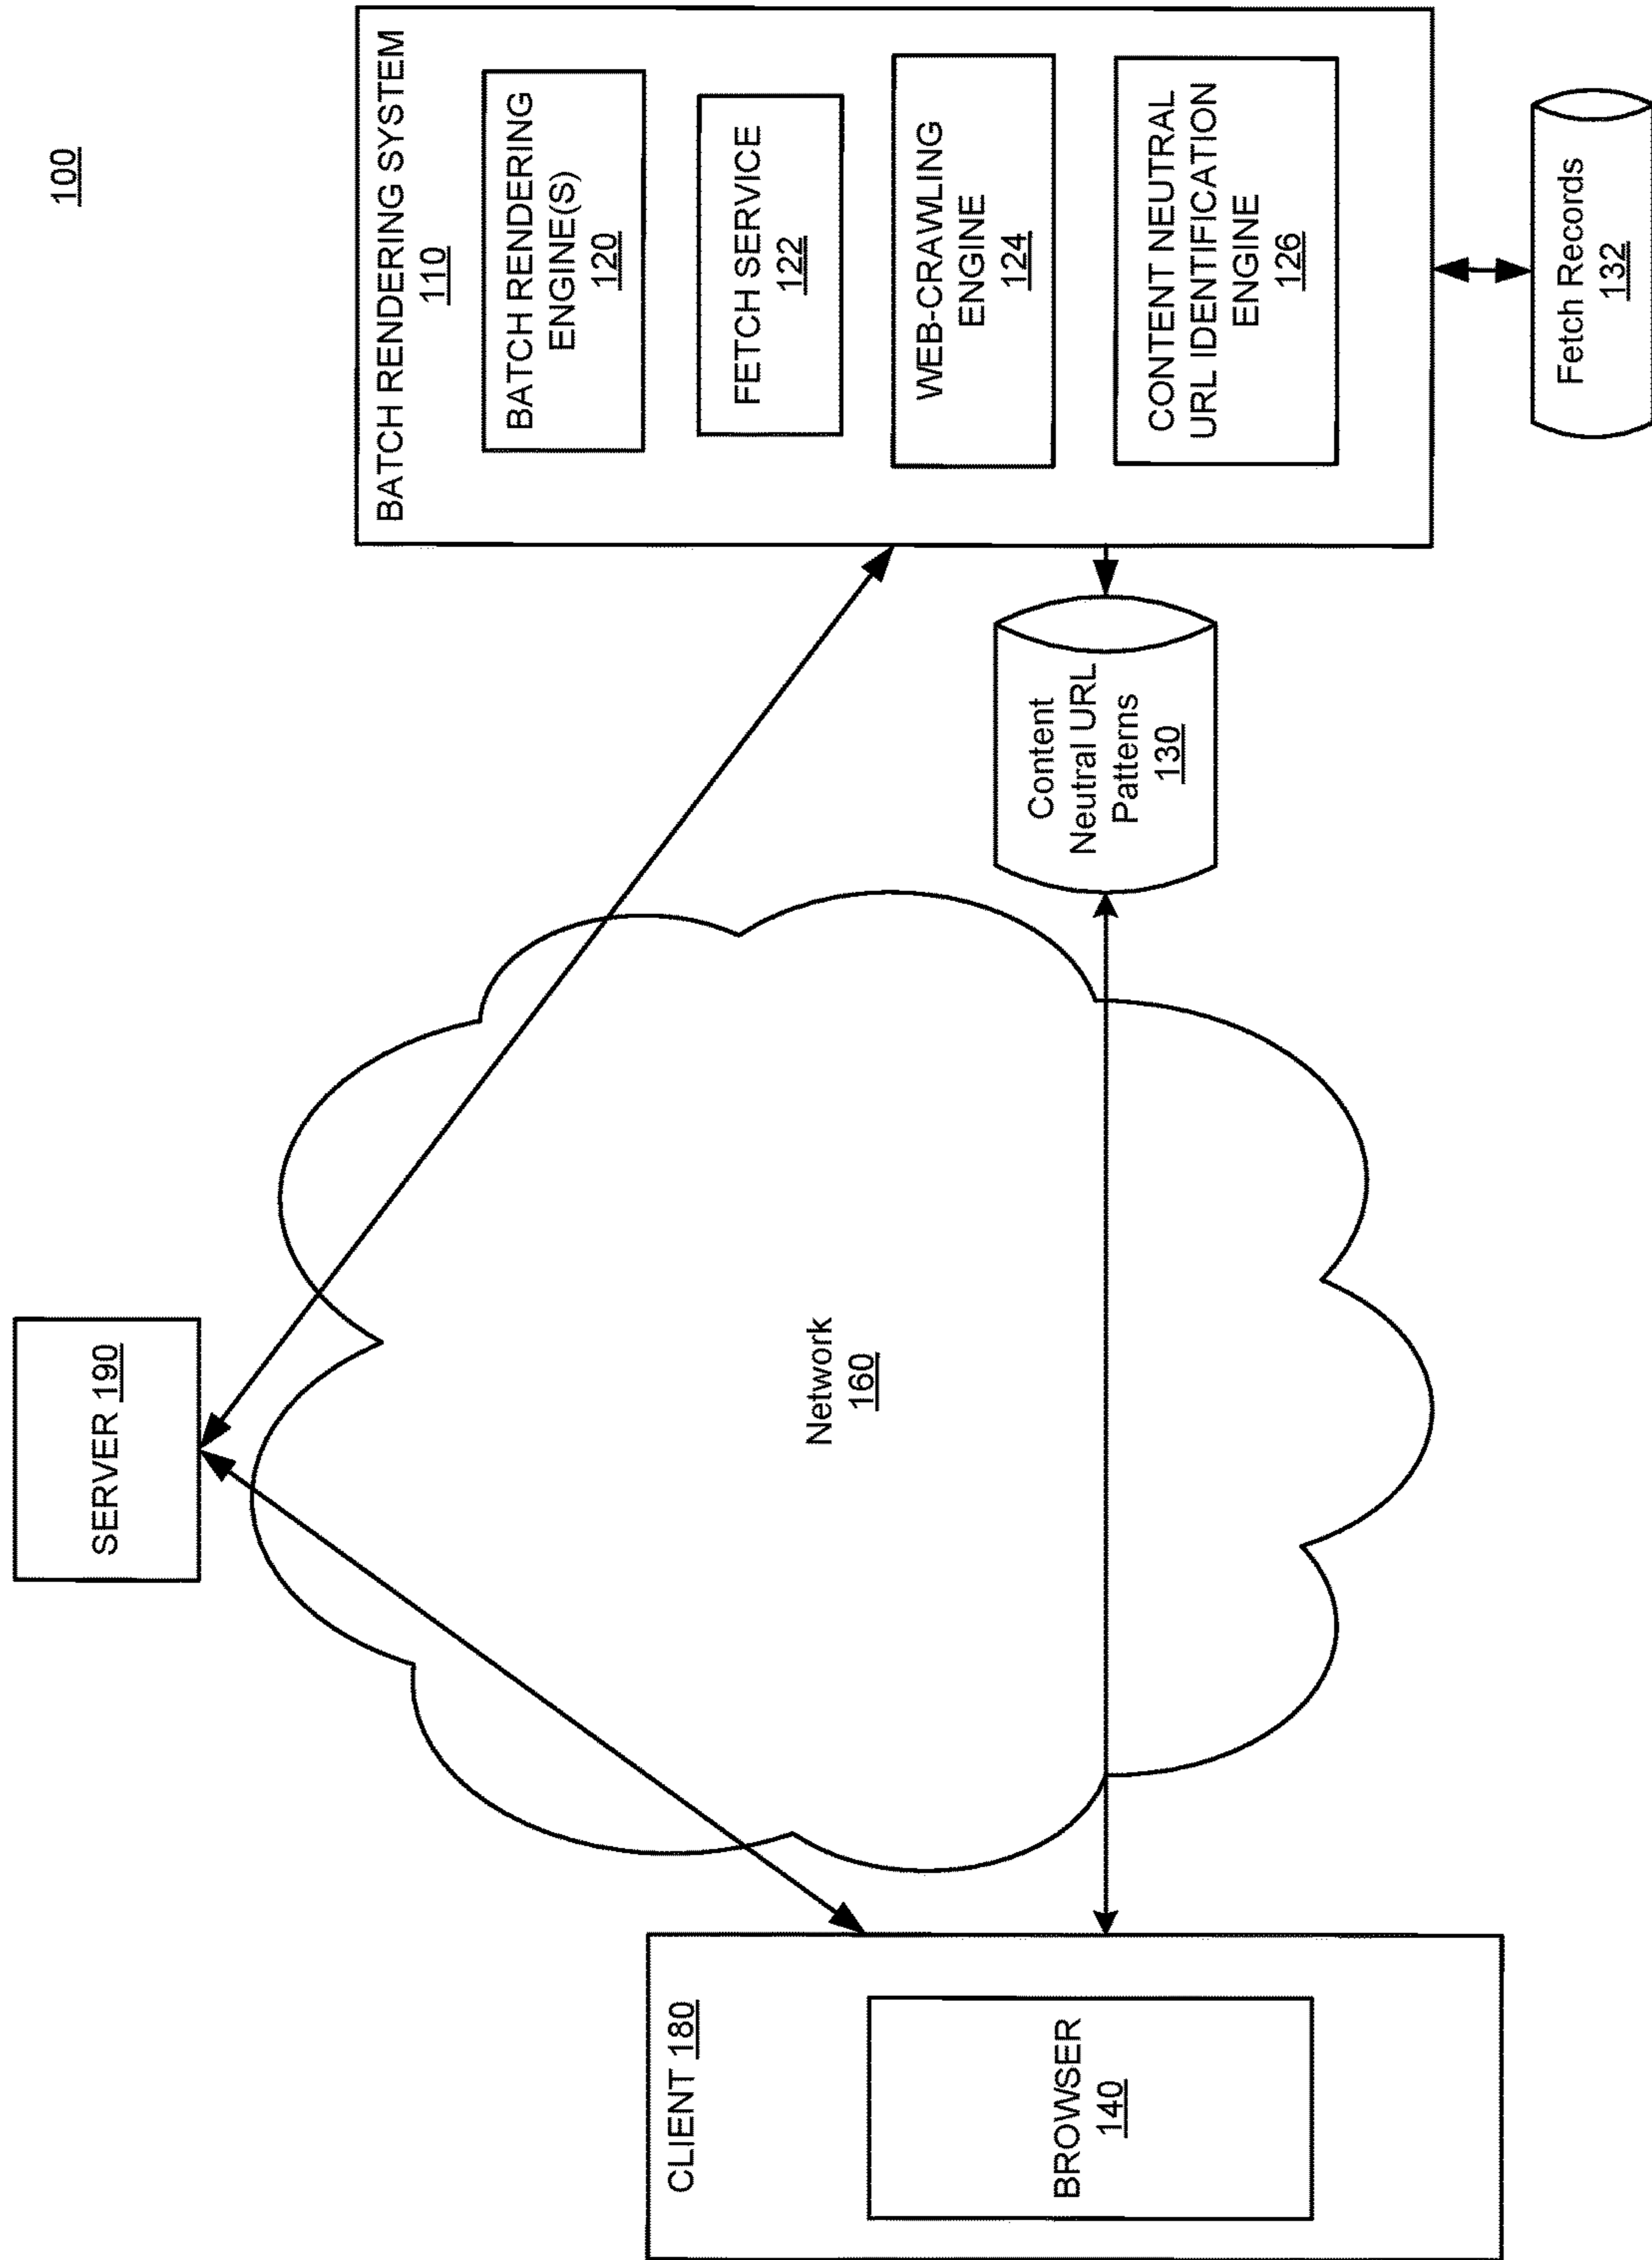 100
SERVER 190
BATCH RENDERING SYSTEM
110
BATCH RENDERING
ENGINE(S)
120
FETCH SERVICE
122
WEB-CRAWLING
ENGINE
124
CONTENT NEUTRAL
URL IDENTIFICATION
ENGINE
126
Fetch Records
132
Content
Neutral URL
Patterns
130
Network
160
CLIENT 180
BROWSER
140